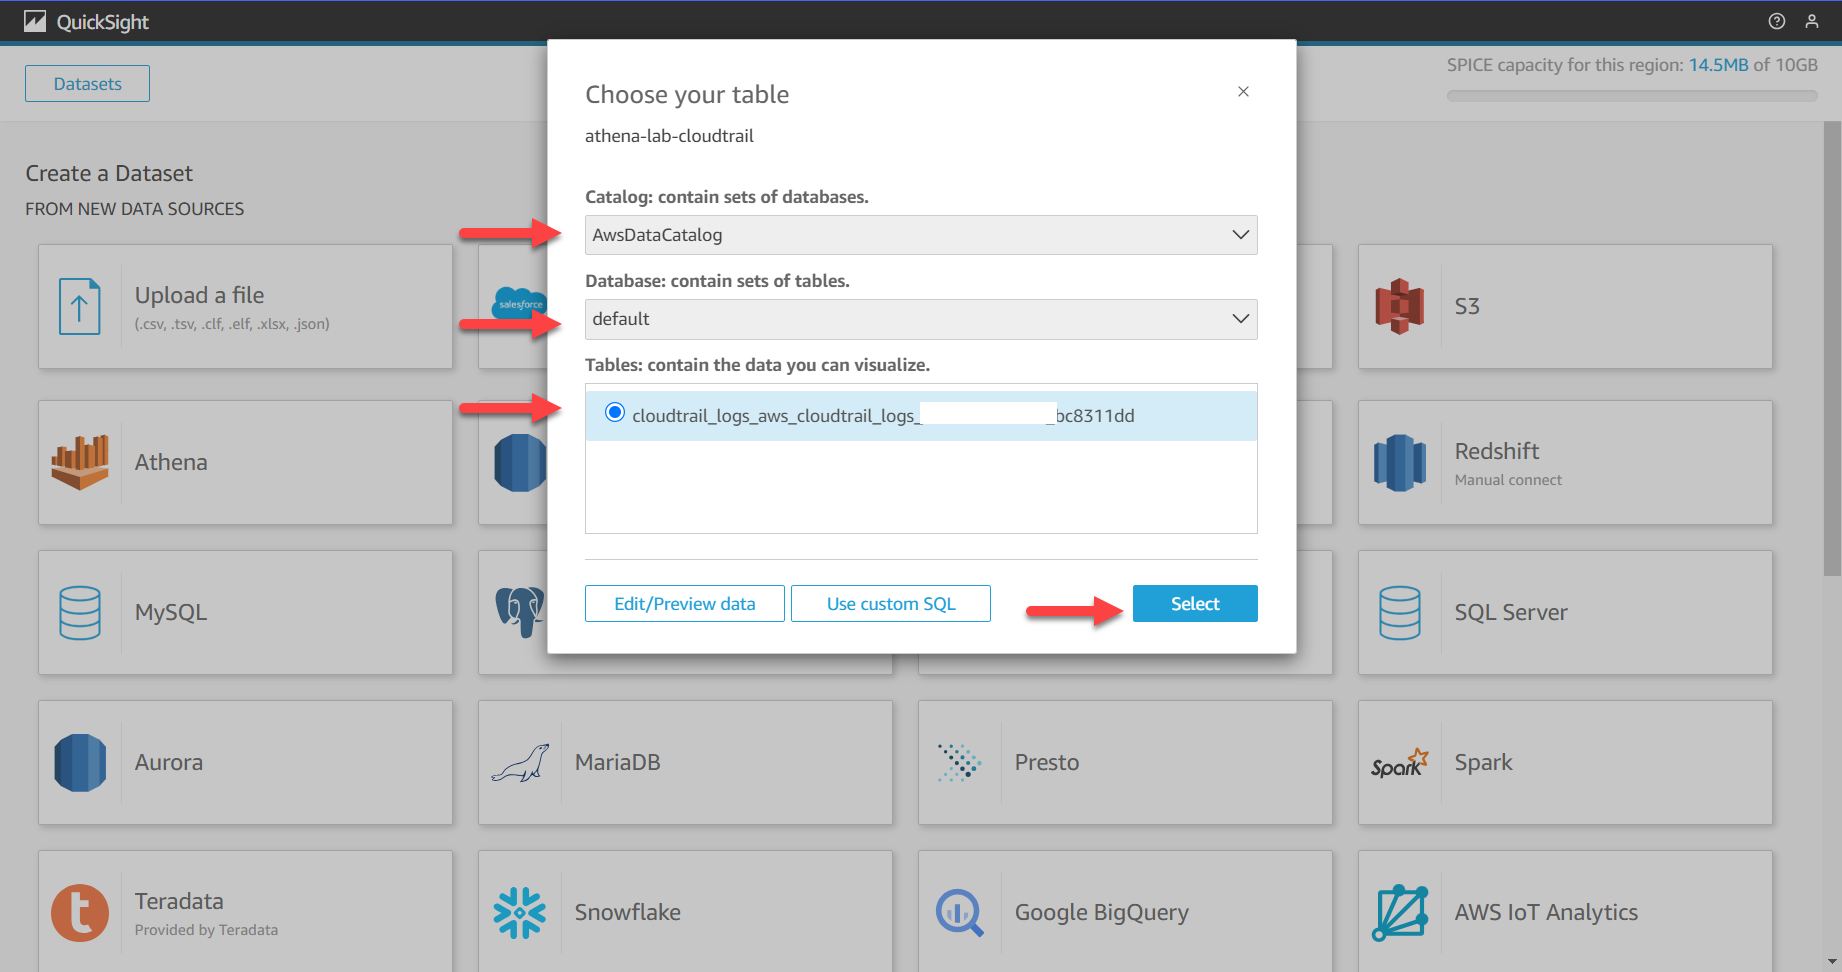 QuickSight
Datasets
SPICE capacity for this region: 14.5MB of 10GB
Create a Dataset
FROM NEW DATA SOURCES
Choose your table
athena-lab-cloudtrail
Catalog: contain sets of databases.
AwsDataCatalog
Database: contain sets of tables.
default
Tables: contain the data you can visualize.
cloudtrail_logs_aws_cloudtrail_logs_ _bc8311dd
Edit/Preview data
Use custom SQL
Select
Upload a file
(.csv, .tsv, .clf, .elf, .xlsx, .json)
salesforce
S3
Athena
Redshift
Manual connect
MySQL
SQL Server
Aurora
MariaDB
Presto
Spark
Spark
Teradata
Provided by Teradata
Snowflake
Google BigQuery
AWS IoT Analytics